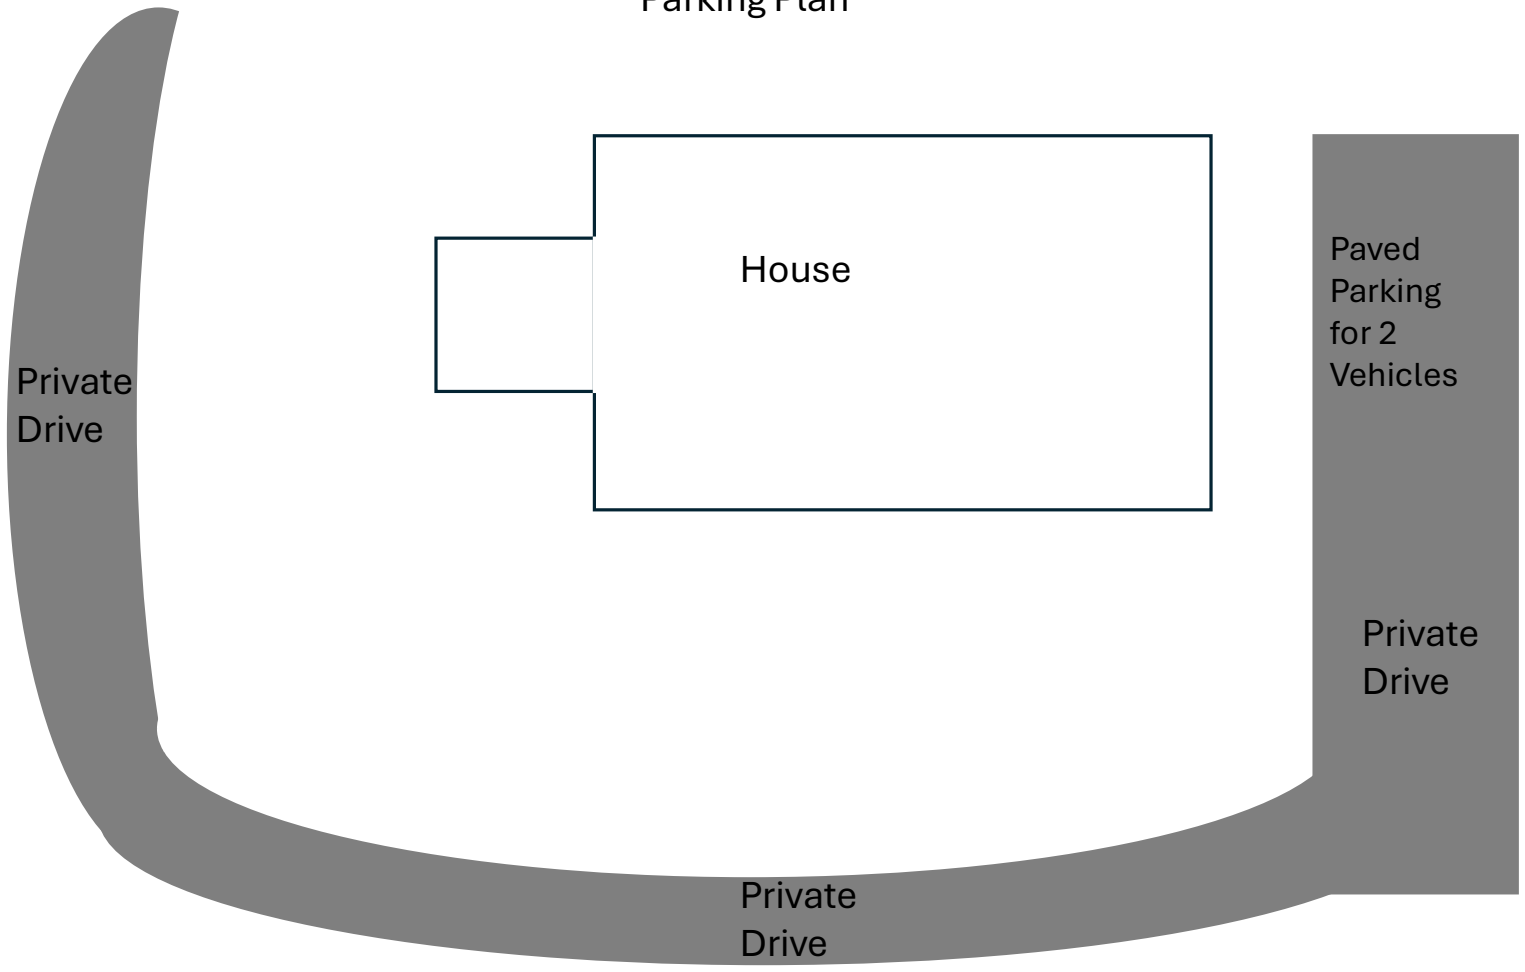 Parking Plan
House
Paved
Parking
for 2
Vehicles
Private
Drive
Private
Drive
Private
Drive